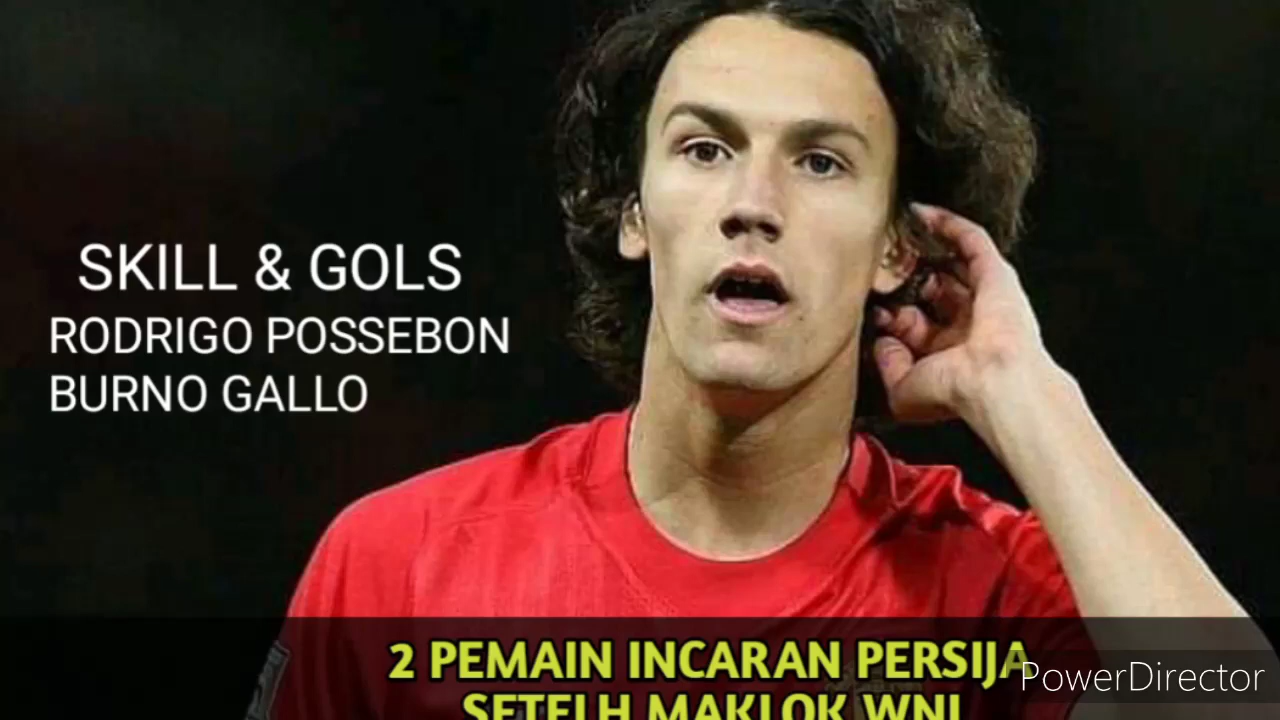 SKILL & GOLS
RODRIGO POSSEBON
BURNO GALLO
2 PEMAIN INCARAN PERSIJA
PowerDirector
SETELH MAKLOK WNI